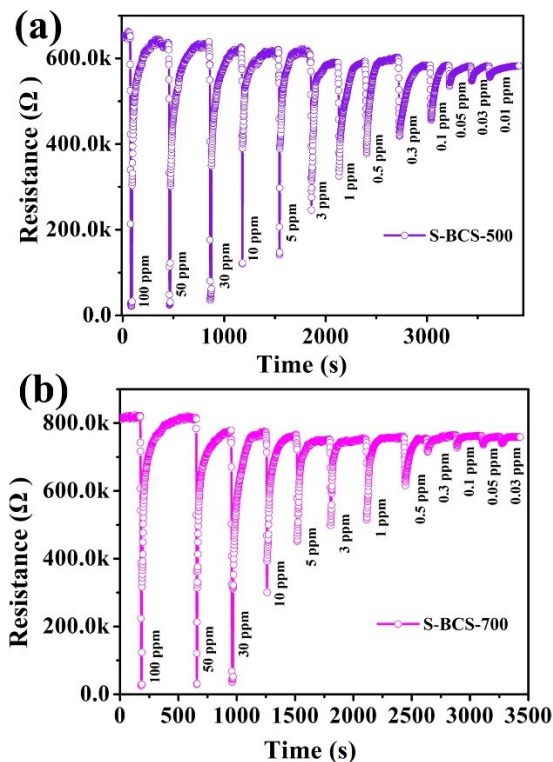 (a)
600.0k
400.0k
200.0k
0.0
Resistance (Ω)
100 ppm
50 ppm
30 ppm
10 ppm
5 ppm
3 ppm
1 ppm
0.5 ppm
0.3 ppm
0.1 ppm
0.05 ppm
0.03 ppm
0.01 ppm
S-BCS-500
0 1000 2000 3000
Time (s)
(b)
800.0k
600.0k
400.0k
200.0k
0.0
Resistance (Ω)
100 ppm
50 ppm
30 ppm
10 ppm
5 ppm
3 ppm
1 ppm
0.5 ppm
0.3 ppm
0.1 ppm
0.05 ppm
0.03 ppm
S-BCS-700
0 500 1000 1500 2000 2500 3000 3500
Time (s)